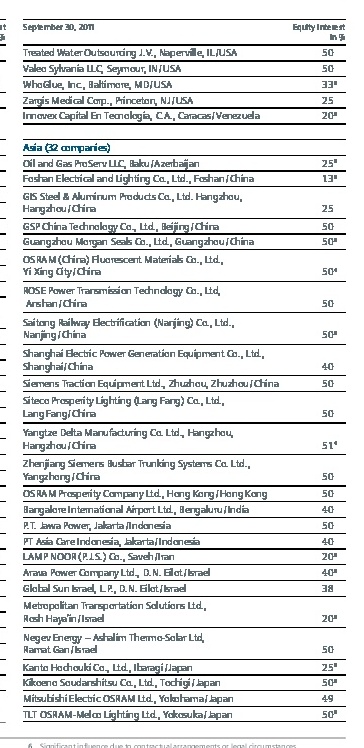 September 30, 2011
Equity Interest
in %
Treated Water Outsourcing J.V., Naperville, IL/USA 50
Valeo Sylvania LLC, Seymour, IN/USA 50
WhoGlue, Inc., Baltimore, MD/USA 33⁸
Zargis Medical Corp., Princeton, NJ/USA 25
Innovex Capital En Tecnología, C.A., Caracas/Venezuela 20⁸
Asia (32 companies)
Oil and Gas ProServ LLC, Baku/Azerbaijan 25⁸
Foshan Electrical and Lighting Co., Ltd., Foshan/China 13⁶
GIS Steel & Aluminum Products Co., Ltd. Hangzhou,
Hangzhou/China 25
GSP China Technology Co., Ltd., Beijing/China 50
Guangzhou Morgan Seals Co., Ltd., Guangzhou/China 50⁸
OSRAM (China) Fluorescent Materials Co., Ltd.,
Yi Xing City/China 50⁴
ROSE Power Transmission Technology Co., Ltd,
Anshan/China 50
Saitong Railway Electrification (Nanjing) Co., Ltd.,
Nanjing/China 50⁸
Shanghai Electric Power Generation Equipment Co., Ltd.,
Shanghai/China 40
Siemens Traction Equipment Ltd., Zhuzhou, Zhuzhou/China 50
Siteco Prosperity Lighting (Lang Fang) Co., Ltd.,
Lang Fang/China 50
Yangtze Delta Manufacturing Co. Ltd., Hangzhou,
Hangzhou/China 51⁴
Zhenjiang Siemens Busbar Trunking Systems Co. Ltd.,
Yangzhong/China 50
OSRAM Prosperity Company Ltd., Hong Kong/Hong Kong 50
Bangalore International Airport Ltd., Bengaluru/India 40
P.T. Jawa Power, Jakarta/Indonesia 50
PT Asia Care Indonesia, Jakarta/Indonesia 40
LAMP NOOR (P.J.S.) Co., Saveh/Iran 20⁸
Arava Power Company Ltd., D.N. Eilot/Israel 40⁸
Global Sun Israel, L.P., D.N. Eilot/Israel 38
Metropolitan Transportation Solutions Ltd.,
Rosh Haya'in/Israel 20⁸
Negev Energy – Ashalim Thermo-Solar Ltd,
Ramat Gan/Israel 50
Kanto Hochouki Co., Ltd., Ibaragi/Japan 25⁸
Kikoeno Soudanshitsu Co., Ltd., Tochigi/Japan 50⁸
Mitsubishi Electric OSRAM Ltd., Yokohama/Japan 49
TLT OSRAM-Melco Lighting Ltd., Yokosuka/Japan 50⁸
6 Significant influence due to contractual arrangements or legal circumstances